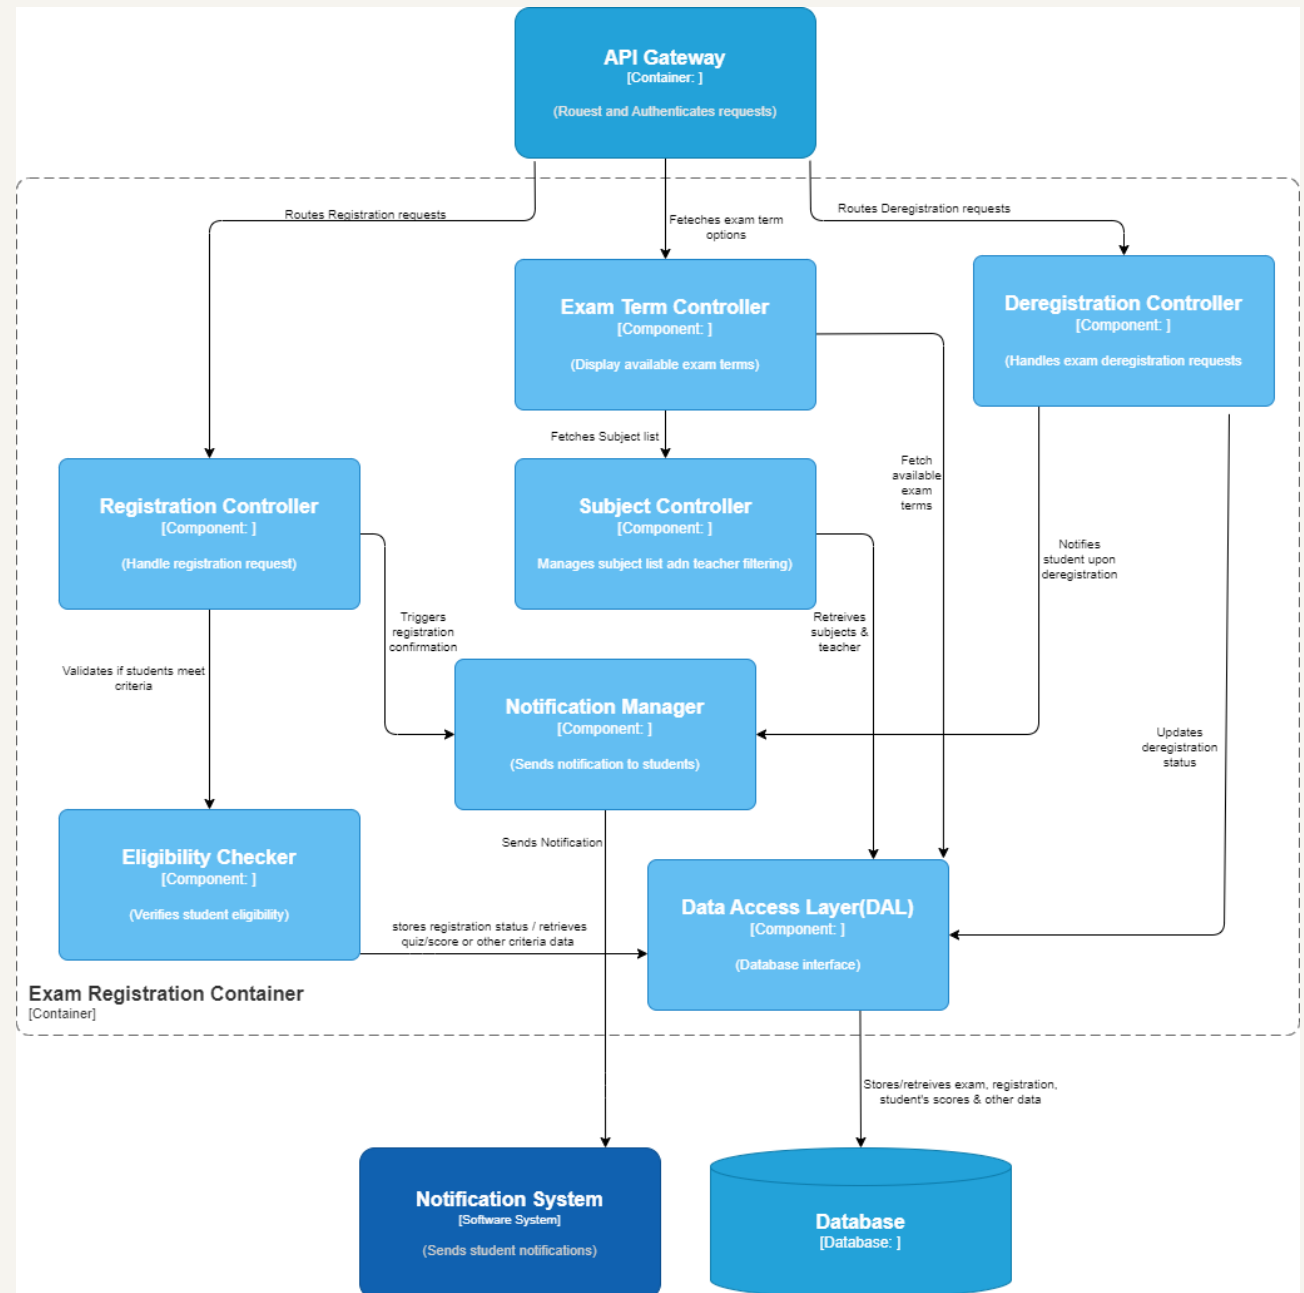 API Gateway
[Container: ]
(Rouest and Authenticates requests)
Routes Registration requests
Feteches exam term
options
Routes Deregistration requests
Exam Term Controller
[Component: ]
(Display available exam terms)
Deregistration Controller
[Component: ]
(Handles exam deregistration requests
Fetches Subject list
Fetch
available
exam
terms
Registration Controller
[Component: ]
(Handle registration request)
Subject Controller
[Component: ]
Manages subject list adn teacher filtering)
Notifies
student upon
deregistration
Triggers
registration
confirmation
Retreives
subjects &
teacher
Validates if students meet
criteria
Notification Manager
[Component: ]
(Sends notification to students)
Updates
deregistration
status
Sends Notification
Eligibility Checker
[Component: ]
(Verifies student eligibility)
stores registration status / retrieves
quiz/score or other criteria data
Data Access Layer(DAL)
[Component: ]
(Database interface)
Exam Registration Container
[Container]
Stores/retreives exam, registration,
student's scores & other data
Notification System
[Software System]
(Sends student notifications)
Database
[Database: ]